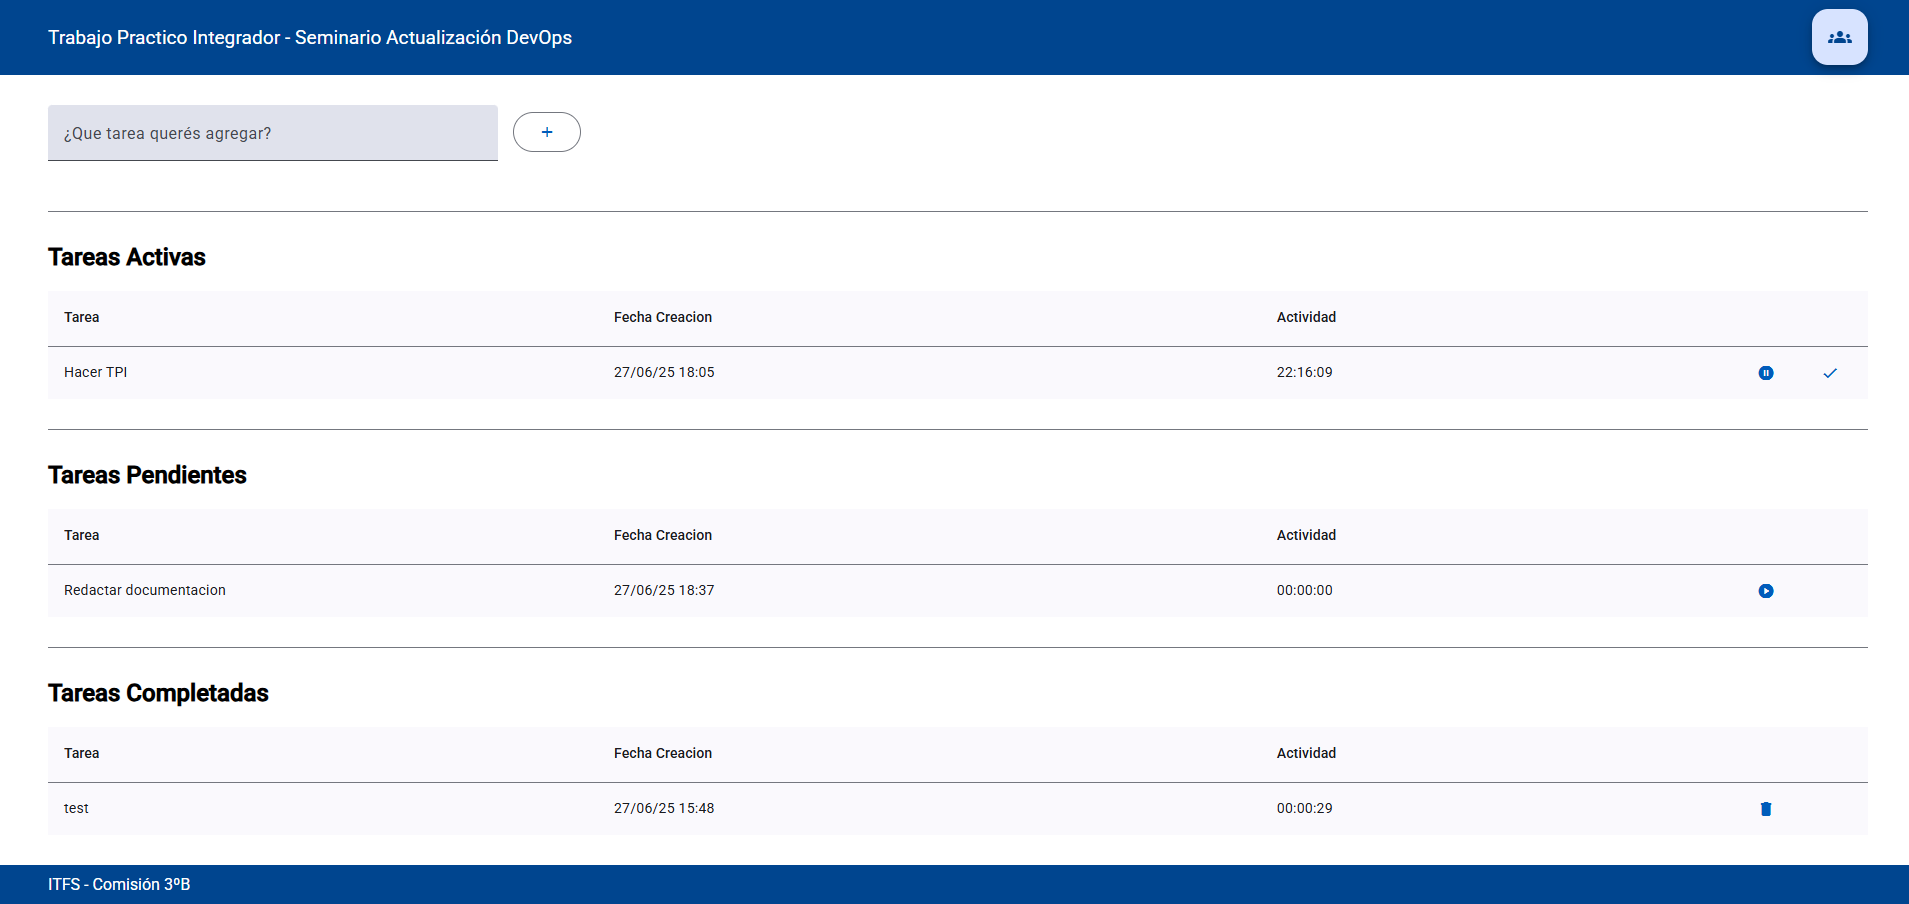 Trabajo Practico Integrador - Seminario Actualización DevOps
¿Que tarea querés agregar?
+
Tareas Activas
Tarea Fecha Creacion Actividad
Hacer TPI 27/06/25 18:05 22:16:09
Tareas Pendientes
Tarea Fecha Creacion Actividad
Redactar documentacion 27/06/25 18:37 00:00:00
Tareas Completadas
Tarea Fecha Creacion Actividad
test 27/06/25 15:48 00:00:29
ITFS - Comisión 3ºB